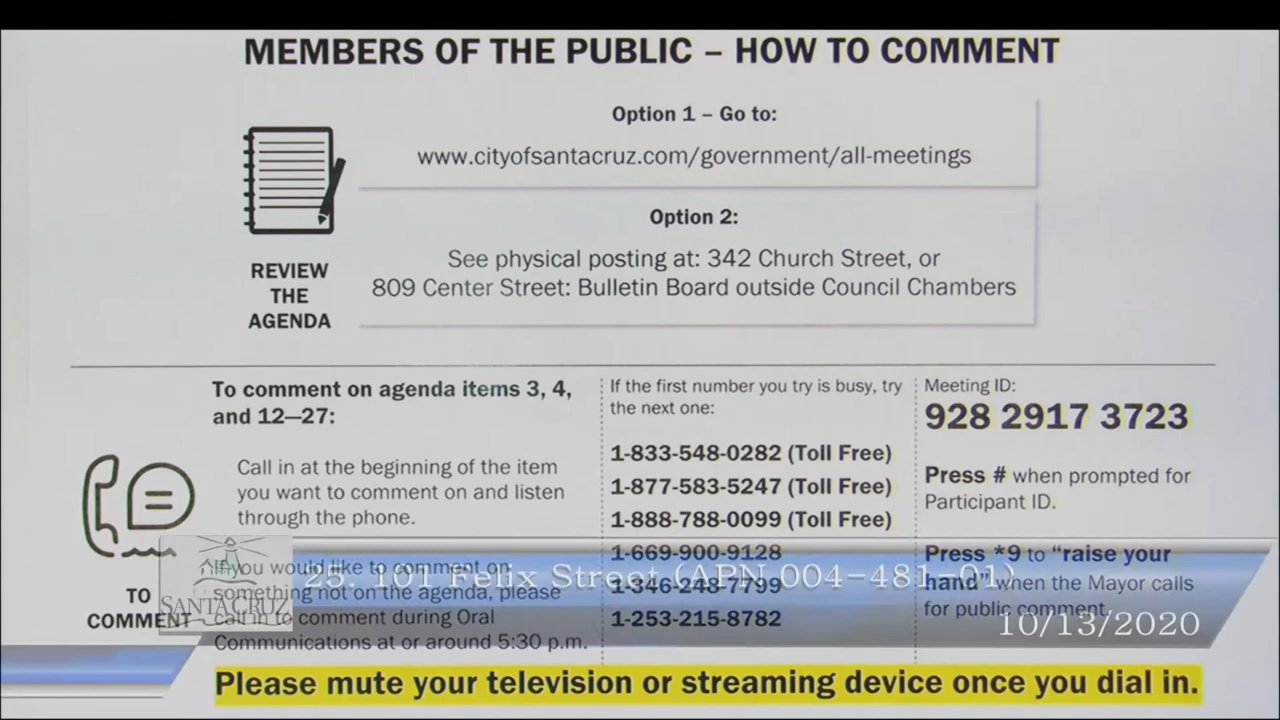 MEMBERS OF THE PUBLIC – HOW TO COMMENT
Option 1 – Go to:
www.cityofsantacruz.com/government/all-meetings
Option 2:
See physical posting at: 342 Church Street, or
809 Center Street: Bulletin Board outside Council Chambers
REVIEW
THE
AGENDA
To comment on agenda items 3, 4,
and 12—27:
Call in at the beginning of the item
you want to comment on and listen
through the phone.
If you would like to comment on
something not on the agenda, please
call in to comment during Oral
Communications at or around 5:30 p.m.
TO
COMMENT
If the first number you try is busy, try
the next one:
1-833-548-0282 (Toll Free)
1-877-583-5247 (Toll Free)
1-888-788-0099 (Toll Free)
1-669-900-9128
1-346-248-7799
1-253-215-8782
Meeting ID:
928 2917 3723
Press # when prompted for
Participant ID.
Press *9 to “raise your
hand” when the Mayor calls
for public comment.
SANTA CRUZ
25. 101 Felix Street (APN 004-481-01)
10/13/2020
Please mute your television or streaming device once you dial in.